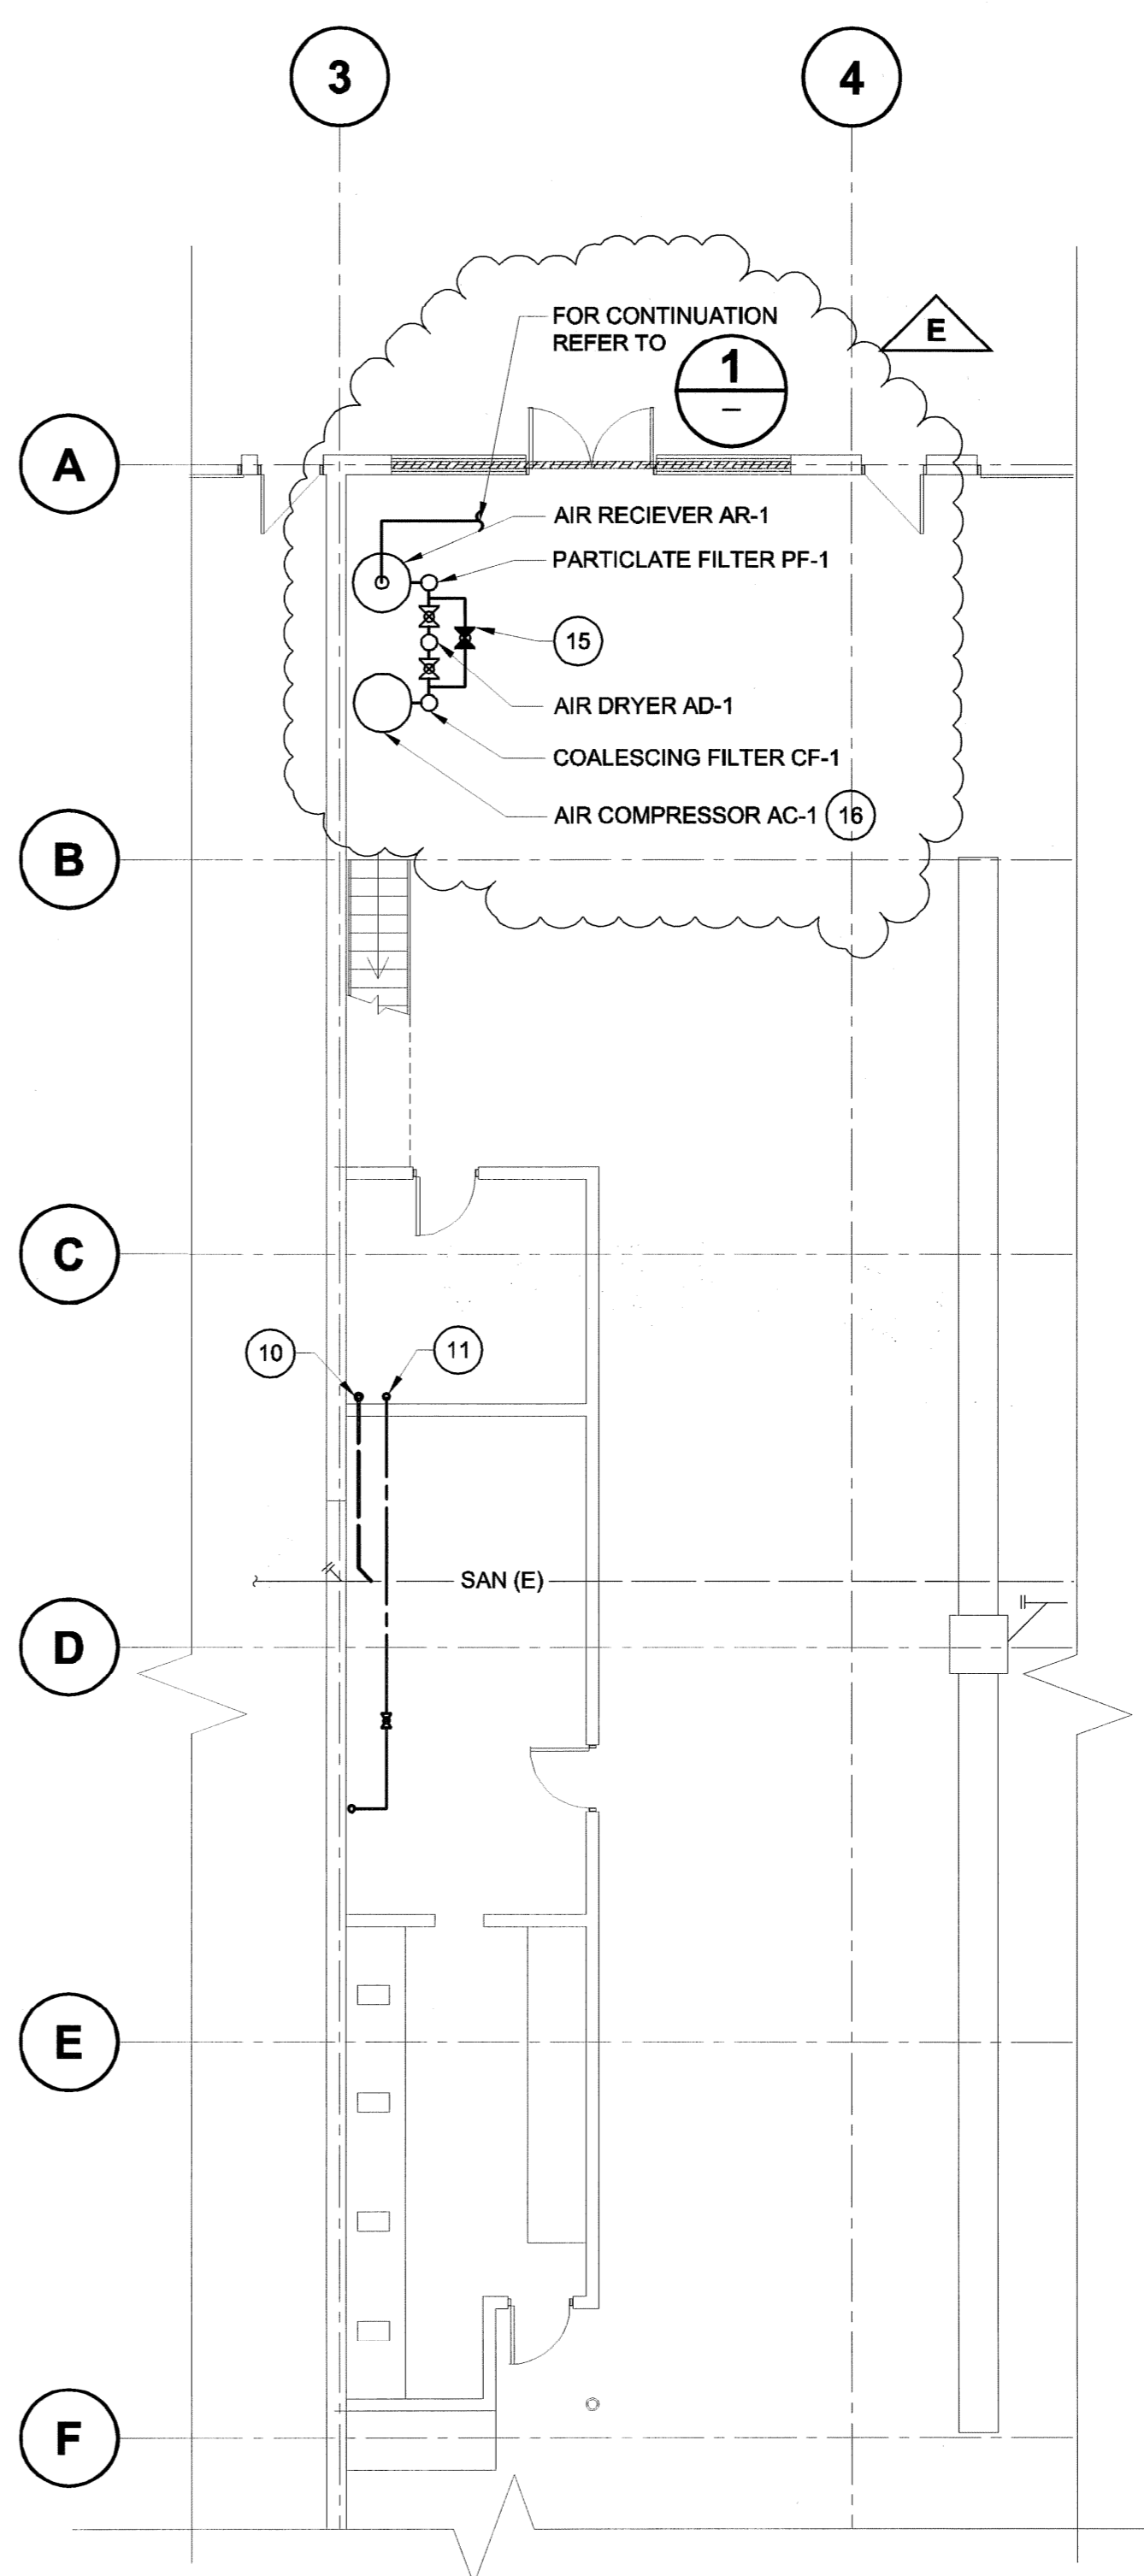 3
4
FOR CONTINUATION
REFER TO
1
–
E
A
AIR RECIEVER AR-1
PARTICLATE FILTER PF-1
15
AIR DRYER AD-1
COALESCING FILTER CF-1
AIR COMPRESSOR AC-1 16
B
C
10
11
SAN (E)
D
E
F